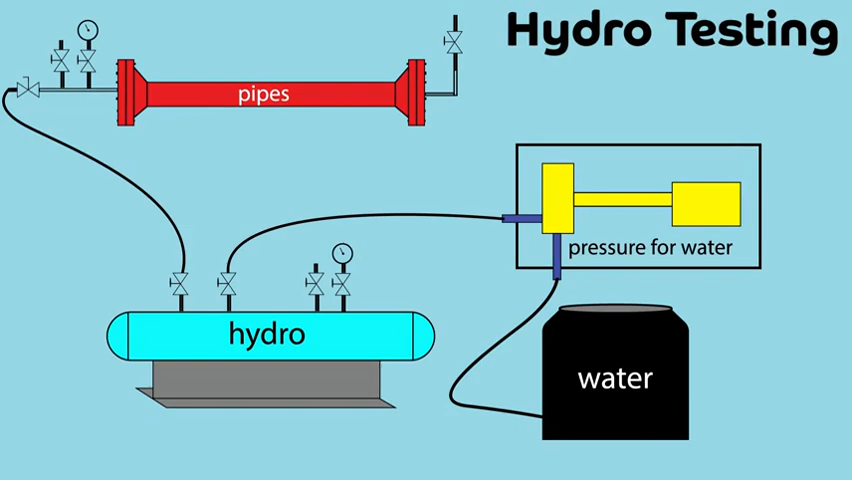 Hydro Testing
pipes
pressure for water
hydro
water